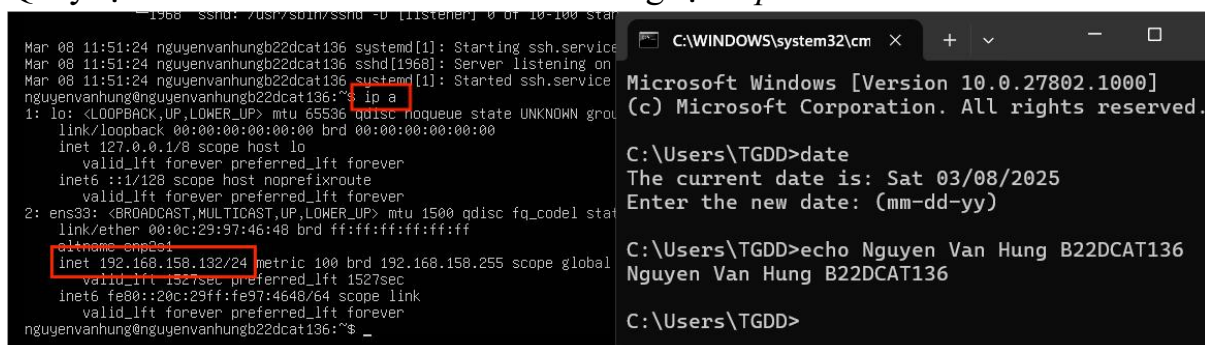 1968 sshd: /usr/sbin/sshd -D [listener] 0 of 10-100
Mar 08 11:51:24 nguyenvanhungb22dcat136 systemd[1]: Starting ssh.service
Mar 08 11:51:24 nguyenvanhungb22dcat136 sshd[1968]: Server listening on
Mar 08 11:51:24 nguyenvanhungb22dcat136 systemd[1]: Started ssh.service
nguyenvanhung@nguyenvanhungb22dcat136:~$ ip a
1: lo: <LOOPBACK,UP,LOWER_UP> mtu 65536 qdisc noqueue state UNKNOWN grou
link/loopback 00:00:00:00:00:00 brd 00:00:00:00:00:00
inet 127.0.0.1/8 scope host lo
valid_lft forever preferred_lft forever
inet6 ::1/128 scope host noprefixroute
valid_lft forever preferred_lft forever
2: ens33: <BROADCAST,MULTICAST,UP,LOWER_UP> mtu 1500 qdisc fq_codel stat
link/ether 00:0c:29:97:46:48 brd ff:ff:ff:ff:ff:ff
altname enp2s1
inet 192.168.158.132/24 metric 100 brd 192.168.158.255 scope global
valid_lft 1527sec preferred_lft 1527sec
inet6 fe80::20c:29ff:fe97:4648/64 scope link
valid_lft forever preferred_lft forever
nguyenvanhung@nguyenvanhungb22dcat136:~$ _
C:\WINDOWS\system32\cm
Microsoft Windows [Version 10.0.27802.1000]
(c) Microsoft Corporation. All rights reserved.
C:\Users\TGDD>date
The current date is: Sat 03/08/2025
Enter the new date: (mm-dd-yy)
C:\Users\TGDD>echo Nguyen Van Hung B22DCAT136
Nguyen Van Hung B22DCAT136
C:\Users\TGDD>